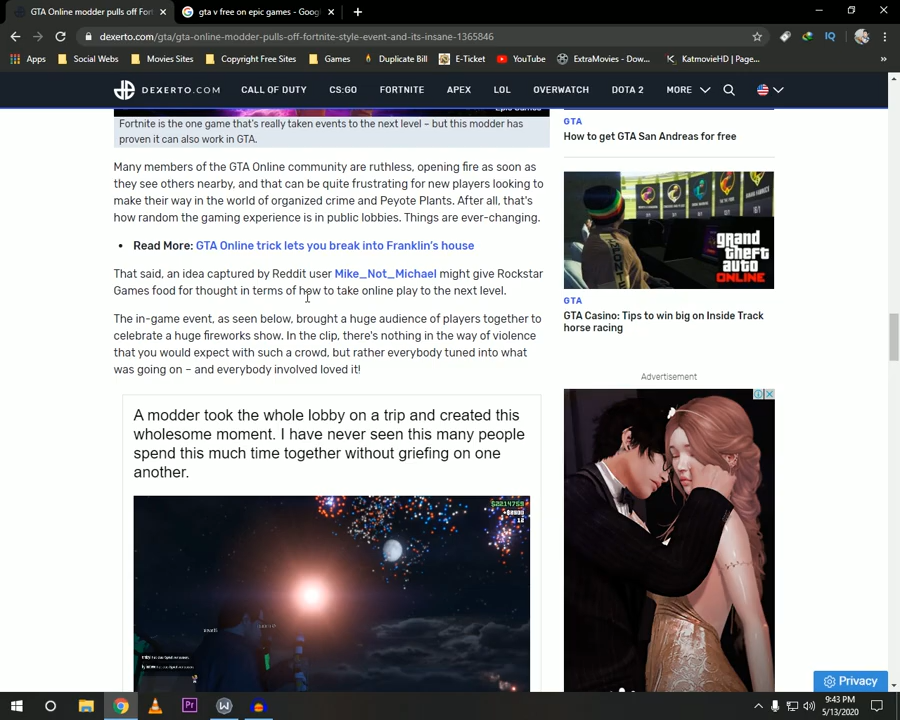 GTA Online modder pulls off Fortn
gta v free on epic games - Googl
dexerto.com/gta/gta-online-modder-pulls-off-fortnite-style-event-and-its-insane-1365846
IQ
Apps
Social Webs
Movies Sites
Copyright Free Sites
Games
Duplicate Bill
E-Ticket
YouTube
ExtraMovies - Dow...
KatmovieHD | Page...
»
DEXERTO.COM
CALL OF DUTY
CS:GO
FORTNITE
APEX
LOL
OVERWATCH
DOTA 2
MORE
Epic Games
Fortnite is the one game that's really taken events to the next level – but this modder has
proven it can also work in GTA.
Many members of the GTA Online community are ruthless, opening fire as soon as
they see others nearby, and that can be quite frustrating for new players looking to
make their way in the world of organized crime and Peyote Plants. After all, that's
how random the gaming experience is in public lobbies. Things are ever-changing.
• Read More: GTA Online trick lets you break into Franklin's house
That said, an idea captured by Reddit user Mike_Not_Michael might give Rockstar
Games food for thought in terms of how to take online play to the next level.
The in-game event, as seen below, brought a huge audience of players together to
celebrate a huge fireworks show. In the clip, there's nothing in the way of violence
that you would expect with such a crowd, but rather everybody tuned into what
was going on – and everybody involved loved it!
A modder took the whole lobby on a trip and created this
wholesome moment. I have never seen this many people
spend this much time together without griefing on one
another.
12
GTA
How to get GTA San Andreas for free
grand
theft
auto
ONLINE
GTA
GTA Casino: Tips to win big on Inside Track
horse racing
Advertisement
Privacy
Pr
W
9:43 PM
5/13/2020